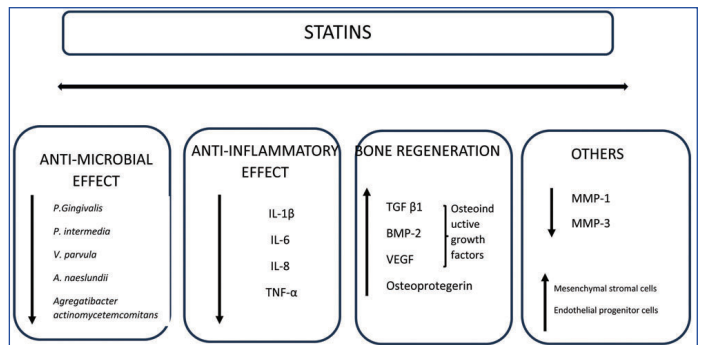 STATINS
ANTI-MICROBIAL
EFFECT
P.Gingivalis
P. intermedia
V. parvula
A. naeslundii
Agregatibacter
actinomycetemcomitans
ANTI-INFLAMMATORY
EFFECT
IL-1β
IL-6
IL-8
TNF-α
BONE REGENERATION
TGF β1
BMP-2
VEGF
Osteoind
uctive
growth
factors
Osteoprotegerin
OTHERS
MMP-1
MMP-3
Mesenchymal stromal cells
Endothelial progenitor cells